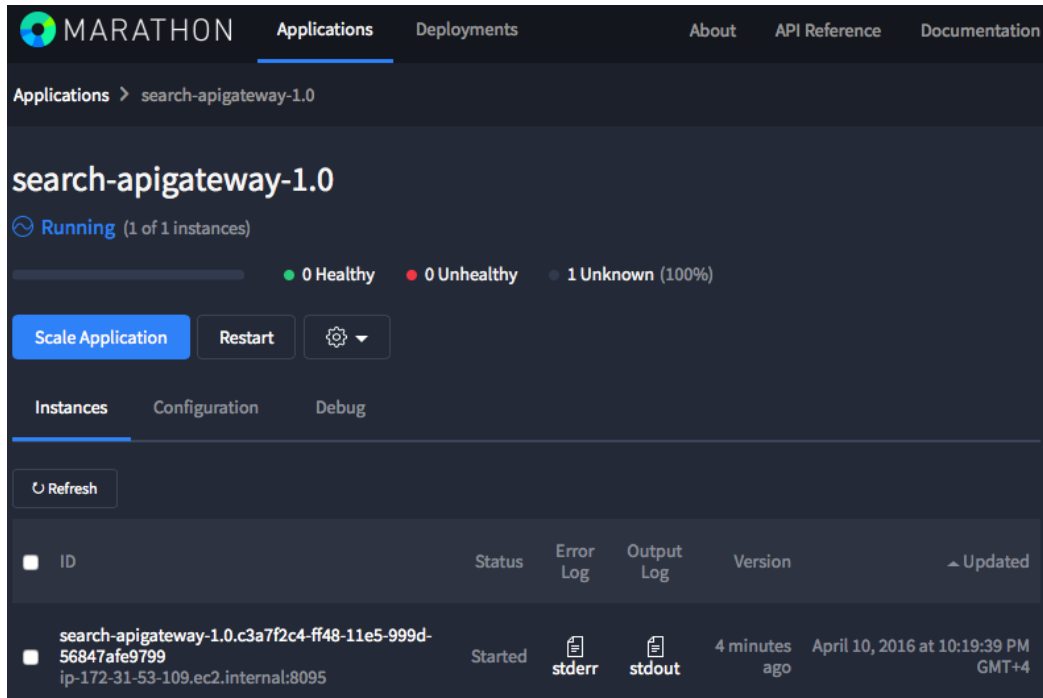 MARATHON Applications Deployments About API Reference Documentation
Applications > search-apigateway-1.0
search-apigateway-1.0
Running (1 of 1 instances)
0 Healthy 0 Unhealthy 1 Unknown (100%)
Scale Application Restart
Instances Configuration Debug
Refresh
ID Status Error Log Output Log Version Updated
search-apigateway-1.0.c3a7f2c4-ff48-11e5-999d-
56847afe9799
ip-172-31-53-109.ec2.internal:8095
Started
stderr
stdout
4 minutes
ago
April 10, 2016 at 10:19:39 PM
GMT+4